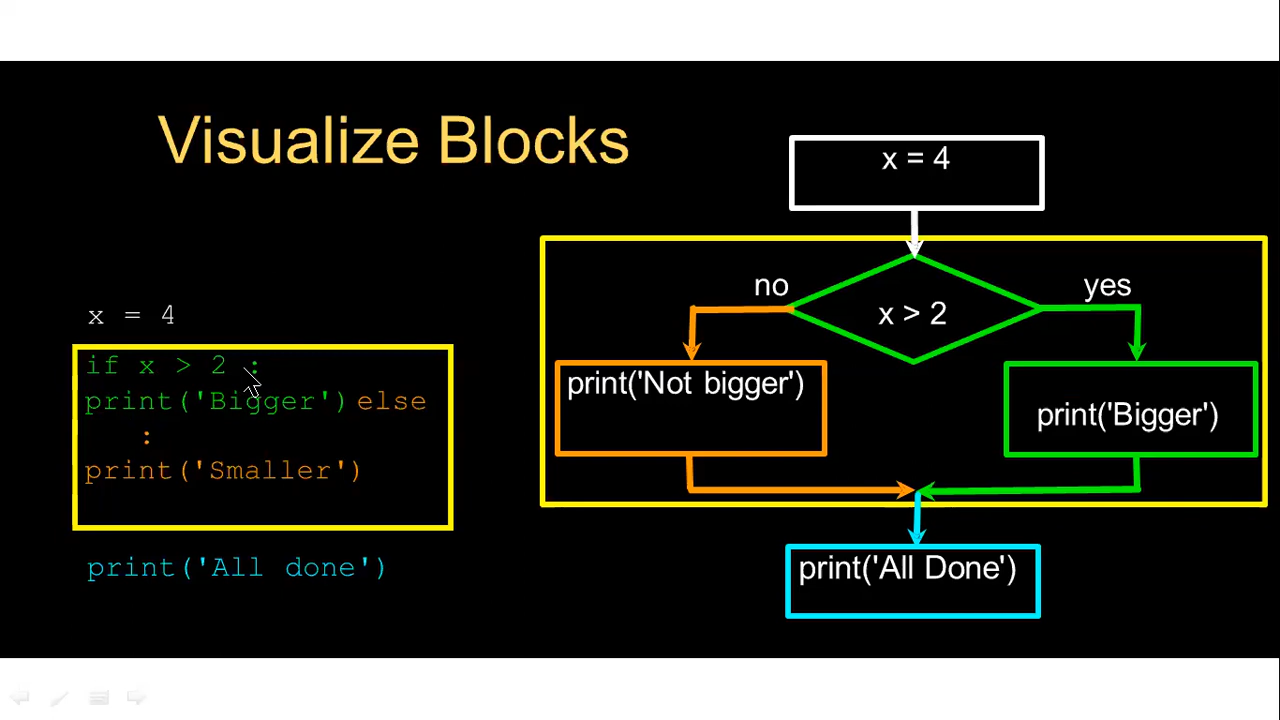 Visualize Blocks
x = 4
if x > 2 :
print('Bigger') else
:
print('Smaller')
print('All done')
x = 4
no
yes
x > 2
print('Not bigger')
print('Bigger')
print('All Done')